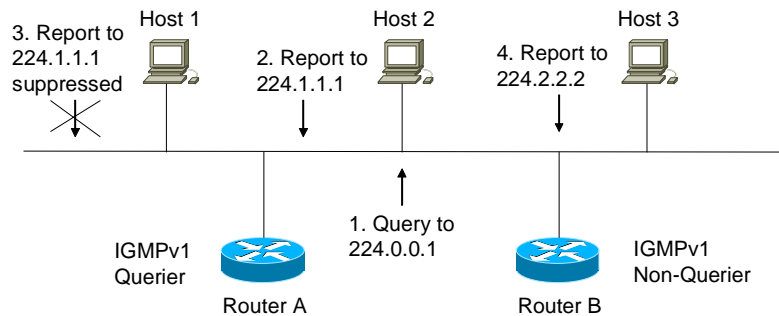 Host 1
Host 2
Host 3
3. Report to
224.1.1.1
suppressed
2. Report to
224.1.1.1
4. Report to
224.2.2.2
1. Query to
224.0.0.1
IGMPv1
Querier
IGMPv1
Non-Querier
Router A
Router B